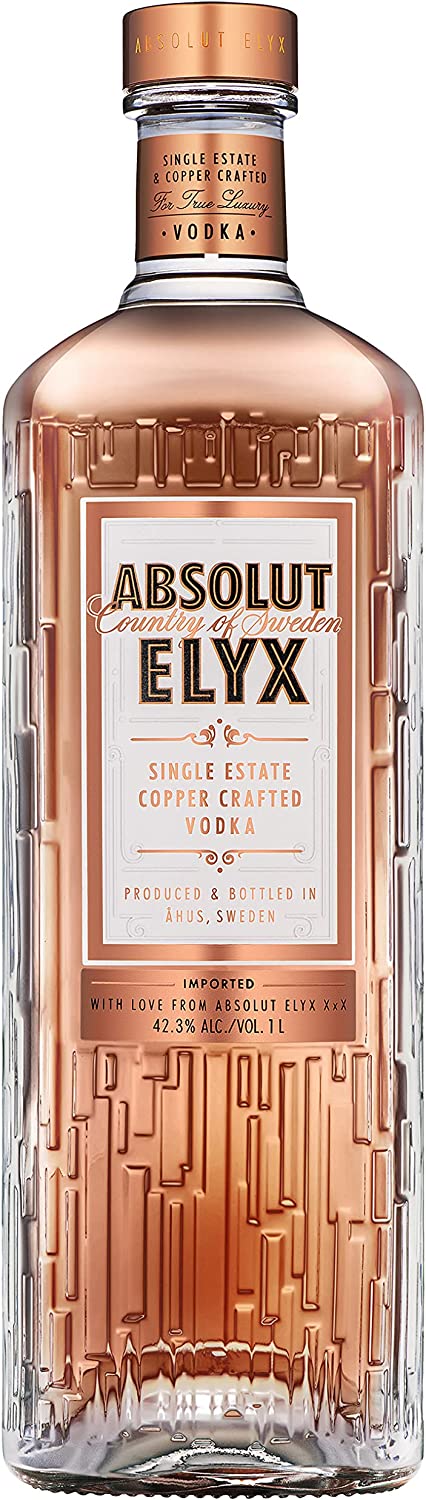 ABSOLUT ELYX
SINGLE ESTATE
& COPPER CRAFTED
For True Luxury
· VODKA ·
ABSOLUT
Country of Sweden
ELYX
SINGLE ESTATE
COPPER CRAFTED
VODKA
PRODUCED & BOTTLED IN
ÅHUS, SWEDEN
IMPORTED
WITH LOVE FROM ABSOLUT ELYX XxX
42.3% ALC./VOL. 1 L